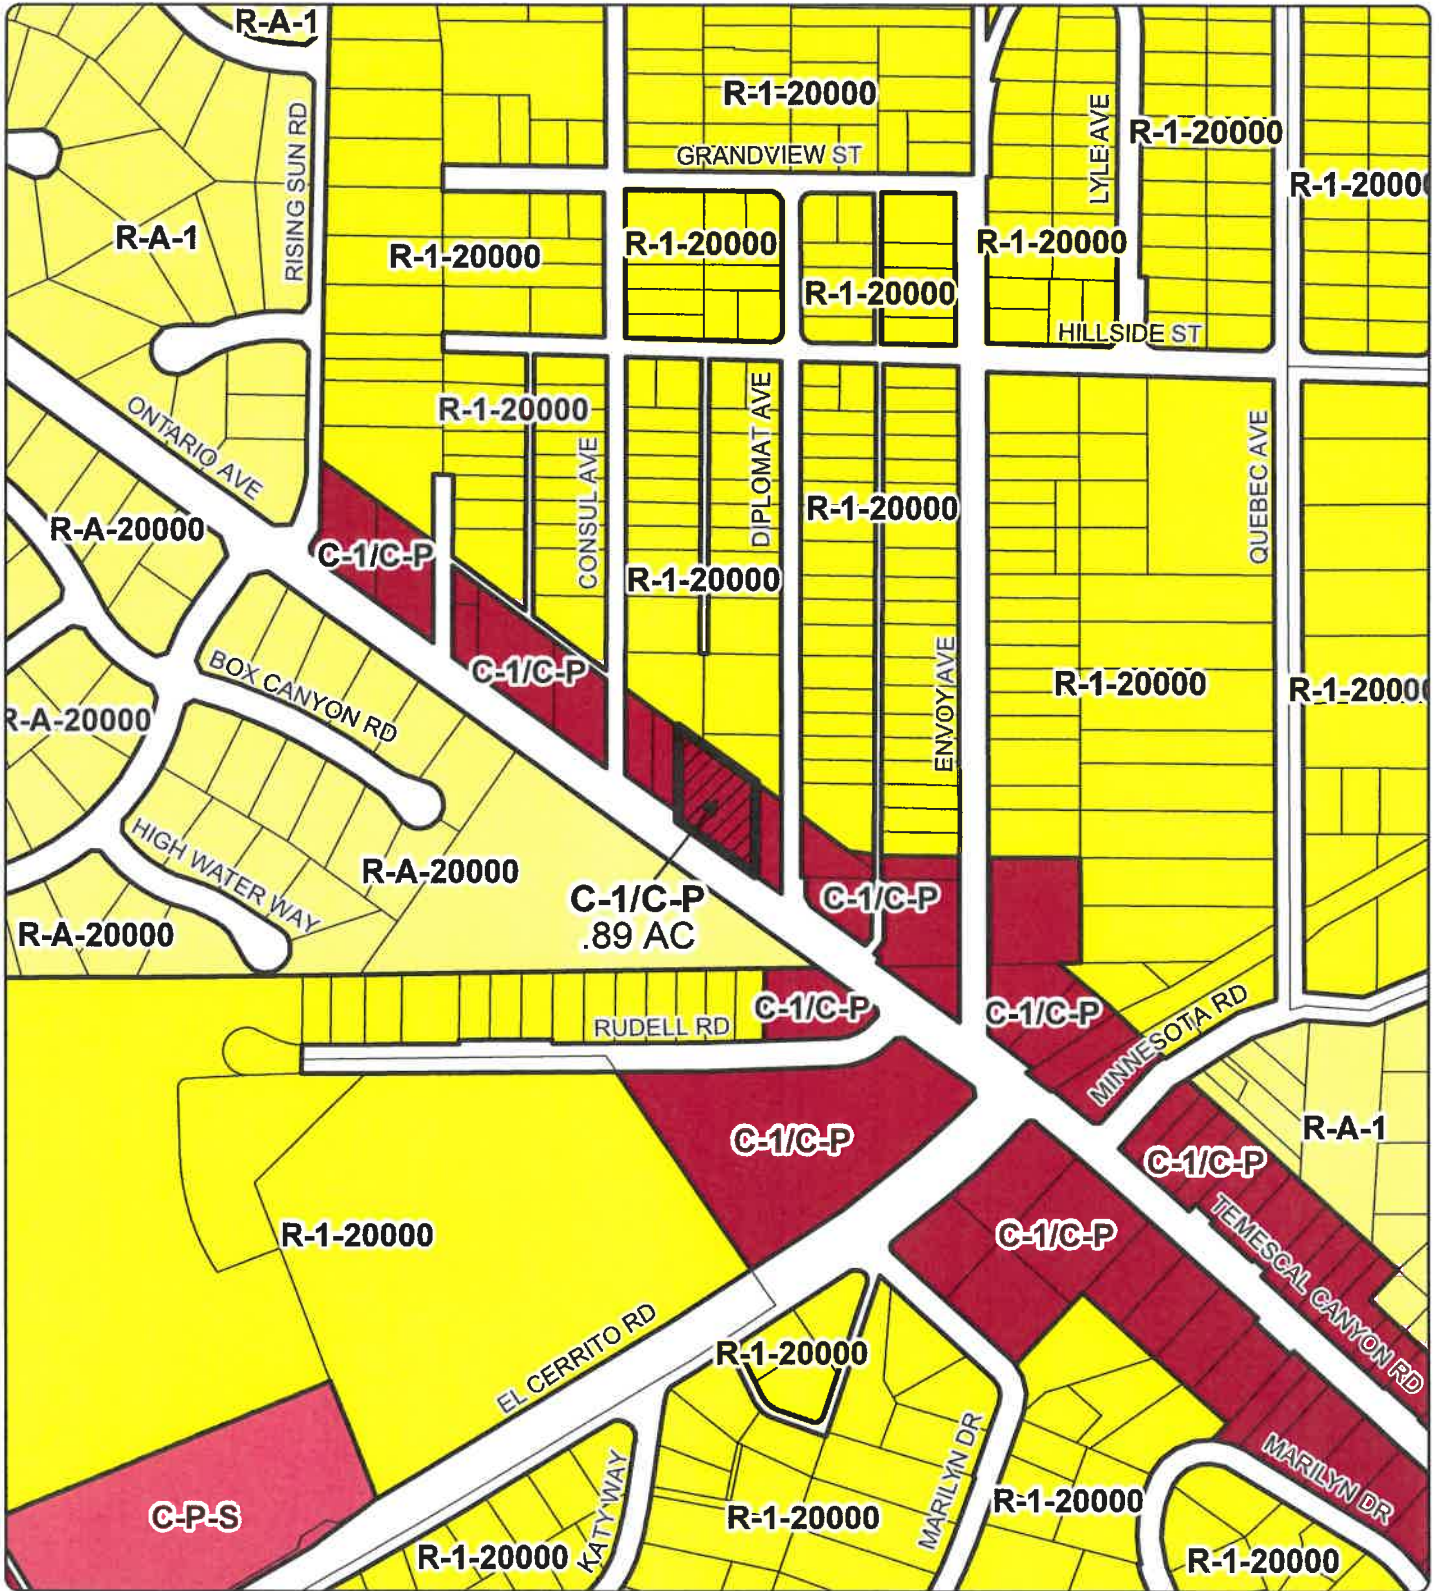 R-A-1
R-1-20000
RISING SUN RD
LYLE AVE
R-1-20000
GRANDVIEW ST
R-1-20000
R-A-1
R-1-20000
R-1-20000
R-1-20000
R-1-20000
HILLSIDE ST
ONTARIO AVE
R-1-20000
CONSUL AVE
DIPLOMAT AVE
QUEBEC AVE
R-A-20000
C-1/C-P
R-1-20000
R-1-20000
BOX CANYON RD
C-1/C-P
ENVOY AVE
R-1-20000
R-1-20000
R-A-20000
HIGH WATER WAY
R-A-20000
C-1/C-P
.89 AC
C-1/C-P
R-A-20000
C-1/C-P
C-1/C-P
RUDELL RD
MINNESOTA RD
C-1/C-P
R-A-1
C-1/C-P
R-1-20000
C-1/C-P
TEMESCAL CANYON RD
EL CERRITO RD
R-1-20000
C-P-S
KATY WAY
R-1-20000
MARILYN DR
R-1-20000
MARILYN DR
R-1-20000
R-1-20000